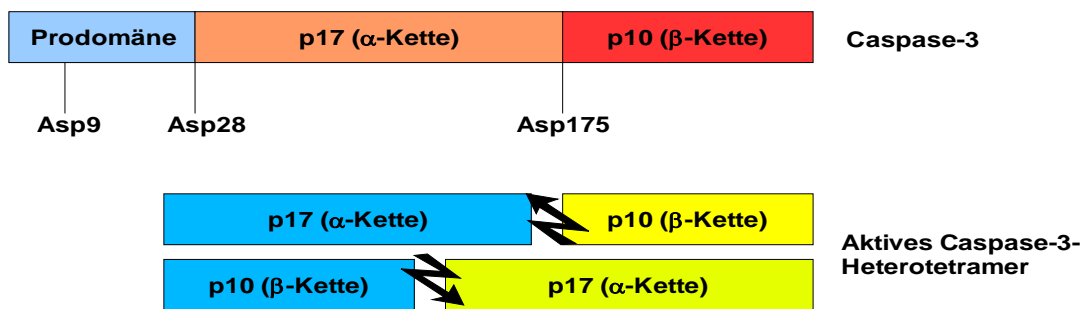 Prodomäne p17 (α-Kette) p10 (β-Kette) Caspase-3
Asp9 Asp28 Asp175
p17 (α-Kette) p10 (β-Kette)
Aktives Caspase-3-
Heterotetramer
p10 (β-Kette) p17 (α-Kette)